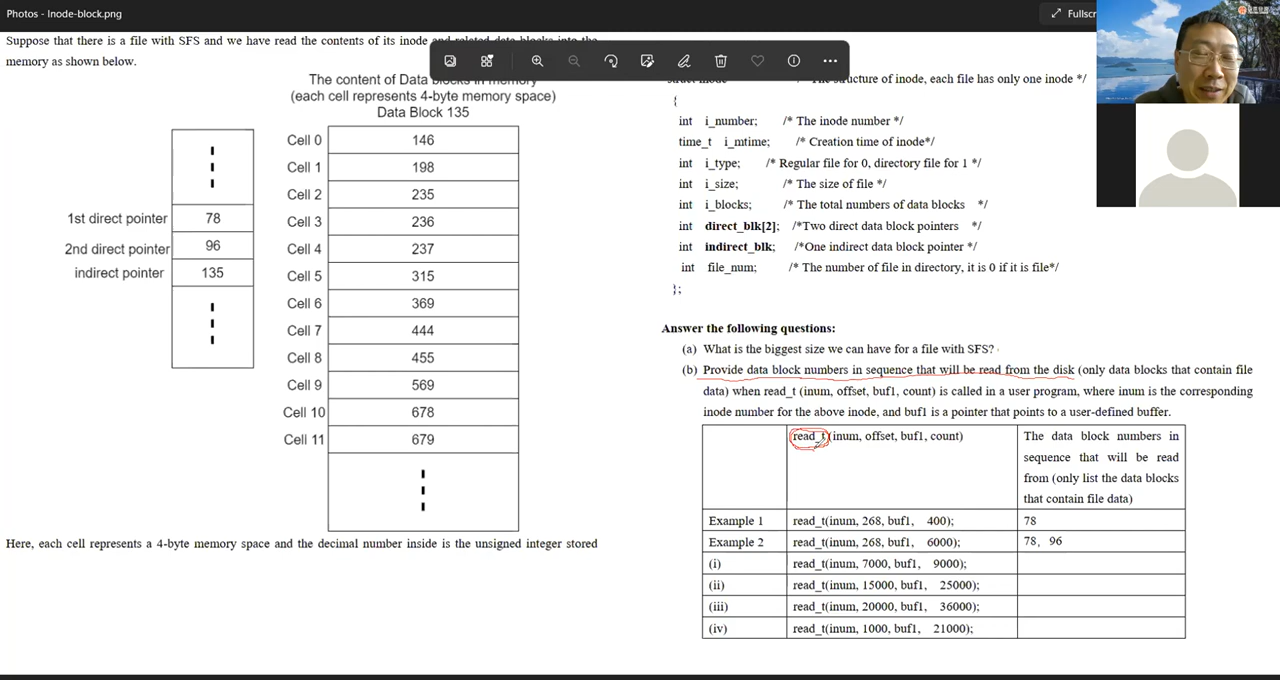 Photos - Inode-block.png
Fullscr
Suppose that there is a file with SFS and we have read the contents of its inode and related data blocks into the
memory as shown below.
The content of Data blocks in memory
(each cell represents 4-byte memory space)
Data Block 135
1st direct pointer 78
2nd direct pointer 96
indirect pointer 135
Cell 0 146
Cell 1 198
Cell 2 235
Cell 3 236
Cell 4 237
Cell 5 315
Cell 6 369
Cell 7 444
Cell 8 455
Cell 9 569
Cell 10 678
Cell 11 679
Here, each cell represents a 4-byte memory space and the decimal number inside is the unsigned integer stored
struct inode /* The structure of inode, each file has only one inode */
{
int i_number; /* The inode number */
time_t i_mtime; /* Creation time of inode*/
int i_type; /* Regular file for 0, directory file for 1 */
int i_size; /* The size of file */
int i_blocks; /* The total numbers of data blocks */
int direct_blk[2]; /*Two direct data block pointers */
int indirect_blk; /*One indirect data block pointer */
int file_num; /* The number of file in directory, it is 0 if it is file*/
};
Answer the following questions:
(a) What is the biggest size we can have for a file with SFS?
(b) Provide data block numbers in sequence that will be read from the disk (only data blocks that contain file
data) when read_t (inum, offset, buf1, count) is called in a user program, where inum is the corresponding
inode number for the above inode, and buf1 is a pointer that points to a user-defined buffer.
read_t(inum, offset, buf1, count) The data block numbers in
sequence that will be read
from (only list the data blocks
that contain file data)
Example 1 read_t(inum, 268, buf1, 400); 78
Example 2 read_t(inum, 268, buf1, 6000); 78, 96
(i) read_t(inum, 7000, buf1, 9000);
(ii) read_t(inum, 15000, buf1, 25000);
(iii) read_t(inum, 20000, buf1, 36000);
(iv) read_t(inum, 1000, buf1, 21000);